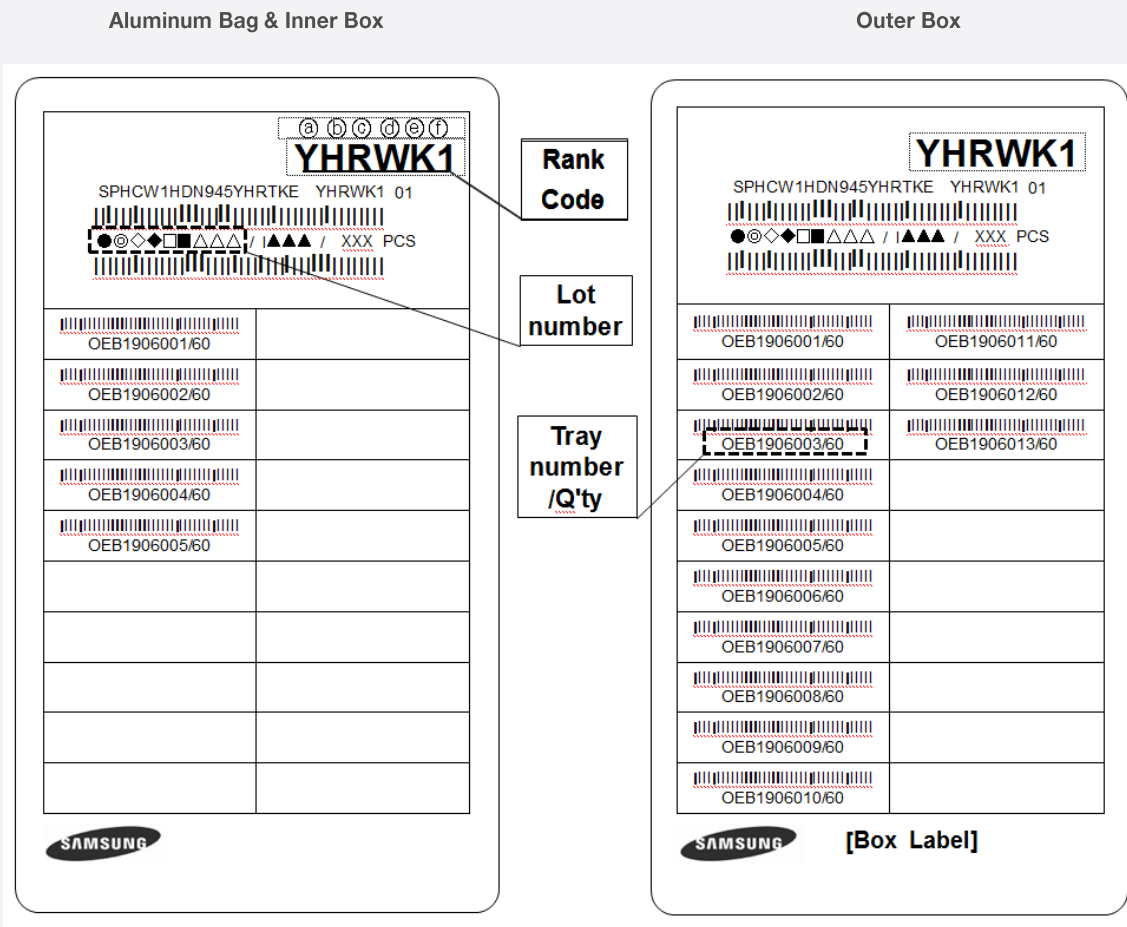 Aluminum Bag & Inner Box
Outer Box
ⓐ ⓑ ⓒ ⓓ ⓔ ⓕ
YHRWK1
SPHCW1HDN945YHRTKE YHRWK1 01
●◎◇◆□■△△△ / I▲▲▲ / XXX PCS
OEB1906001/60
OEB1906002/60
OEB1906003/60
OEB1906004/60
OEB1906005/60
SAMSUNG
Rank
Code
Lot
number
Tray
number
/Q'ty
YHRWK1
SPHCW1HDN945YHRTKE YHRWK1 01
●◎◇◆□■△△△ / I▲▲▲ / XXX PCS
OEB1906001/60 OEB1906011/60
OEB1906002/60 OEB1906012/60
OEB1906003/60 OEB1906013/60
OEB1906004/60
OEB1906005/60
OEB1906006/60
OEB1906007/60
OEB1906008/60
OEB1906009/60
OEB1906010/60
SAMSUNG [Box Label]